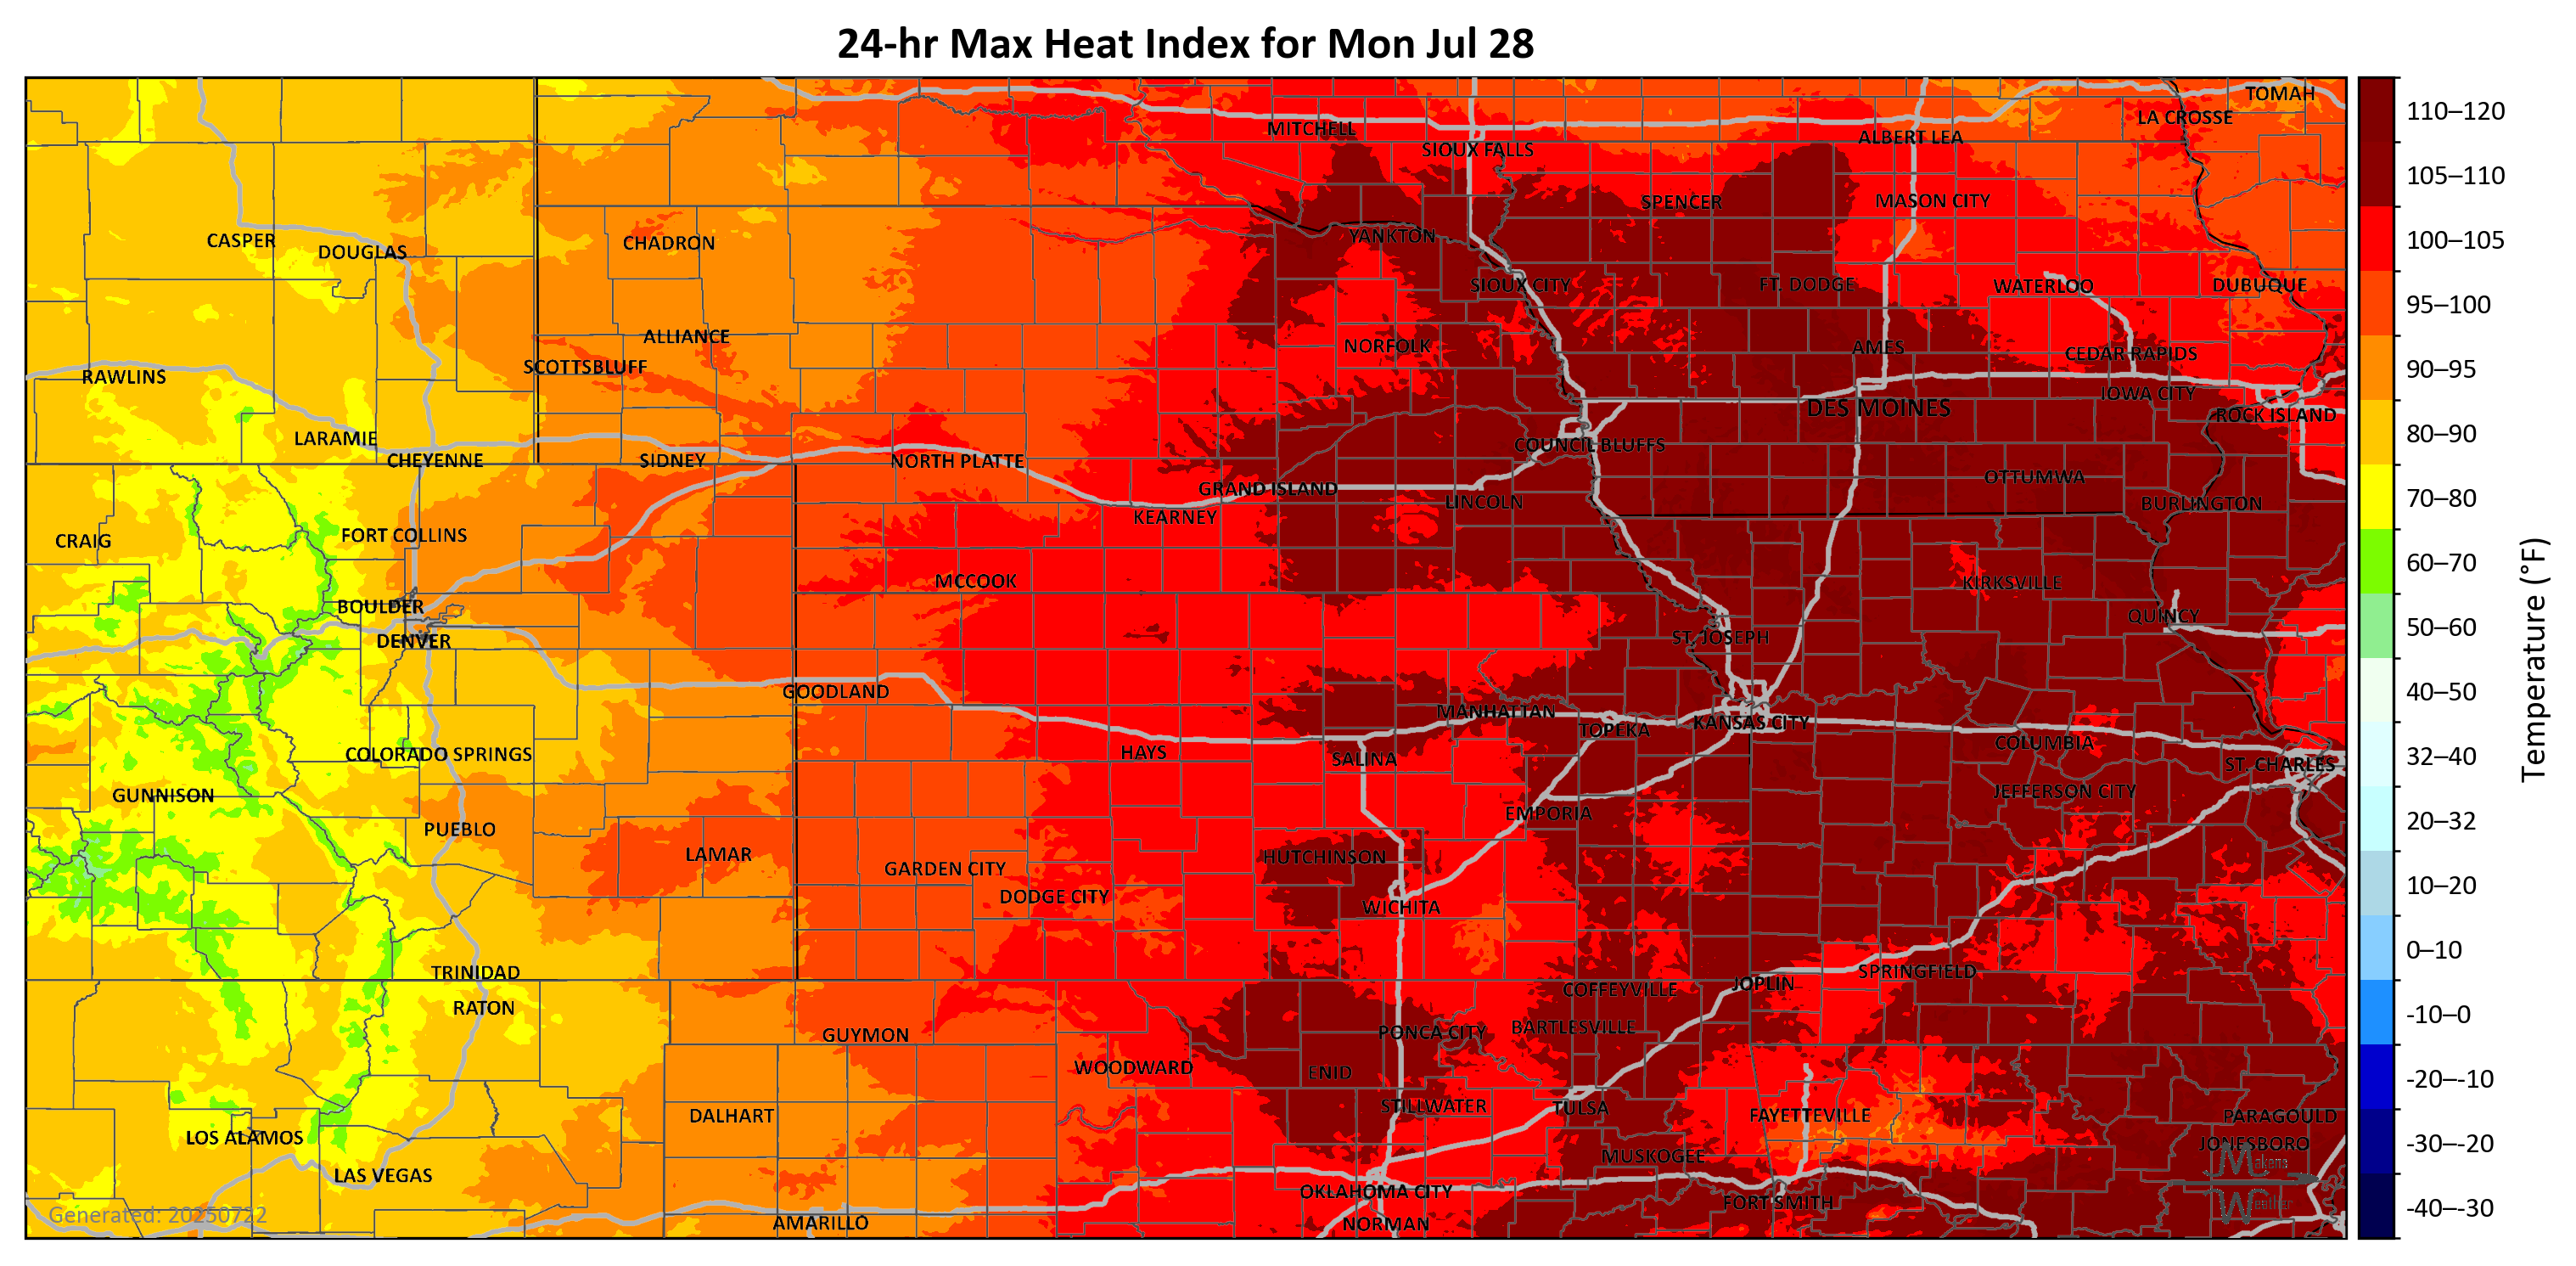 24-hr Max Heat Index for Mon Jul 28
TOMAH
LA CROSSE
MITCHELL
ALBERT LEA
SIOUX FALLS
SPENCER
MASON CITY
YANKTON
CASPER
CHADRON
DOUGLAS
SIOUX CITY
FT. DODGE
WATERLOO
DUBUQUE
ALLIANCE
NORFOLK
AMES
CEDAR RAPIDS
SCOTTSBLUFF
RAWLINS
IOWA CITY
DES MOINES
ROCK ISLAND
LARAMIE
COUNCIL BLUFFS
CHEYENNE
SIDNEY
NORTH PLATTE
OTTUMWA
GRAND ISLAND
LINCOLN
BURLINGTON
KEARNEY
FORT COLLINS
CRAIG
MCCOOK
KIRKSVILLE
BOULDER
QUINCY
DENVER
ST. JOSEPH
GOODLAND
MANHATTAN
KANSAS CITY
TOPEKA
COLUMBIA
COLORADO SPRINGS
HAYS
SALINA
ST. CHARLES
GUNNISON
JEFFERSON CITY
EMPORIA
PUEBLO
LAMAR
HUTCHINSON
GARDEN CITY
DODGE CITY
WICHITA
TRINIDAD
SPRINGFIELD
JOPLIN
COFFEYVILLE
RATON
BARTLESVILLE
PONCA CITY
GUYMON
WOODWARD
ENID
STILLWATER
TULSA
DALHART
FAYETTEVILLE
PARAGOULD
LOS ALAMOS
JONESBORO
MUSKOGEE
LAS VEGAS
OKLAHOMA CITY
FORT SMITH
AMARILLO
NORMAN
Generated: 20250722
Makens
Weather
110–120
105–110
100–105
95–100
90–95
80–90
70–80
60–70
50–60
40–50
32–40
20–32
10–20
0–10
-10–0
-20–-10
-30–-20
-40–-30
Temperature (°F)